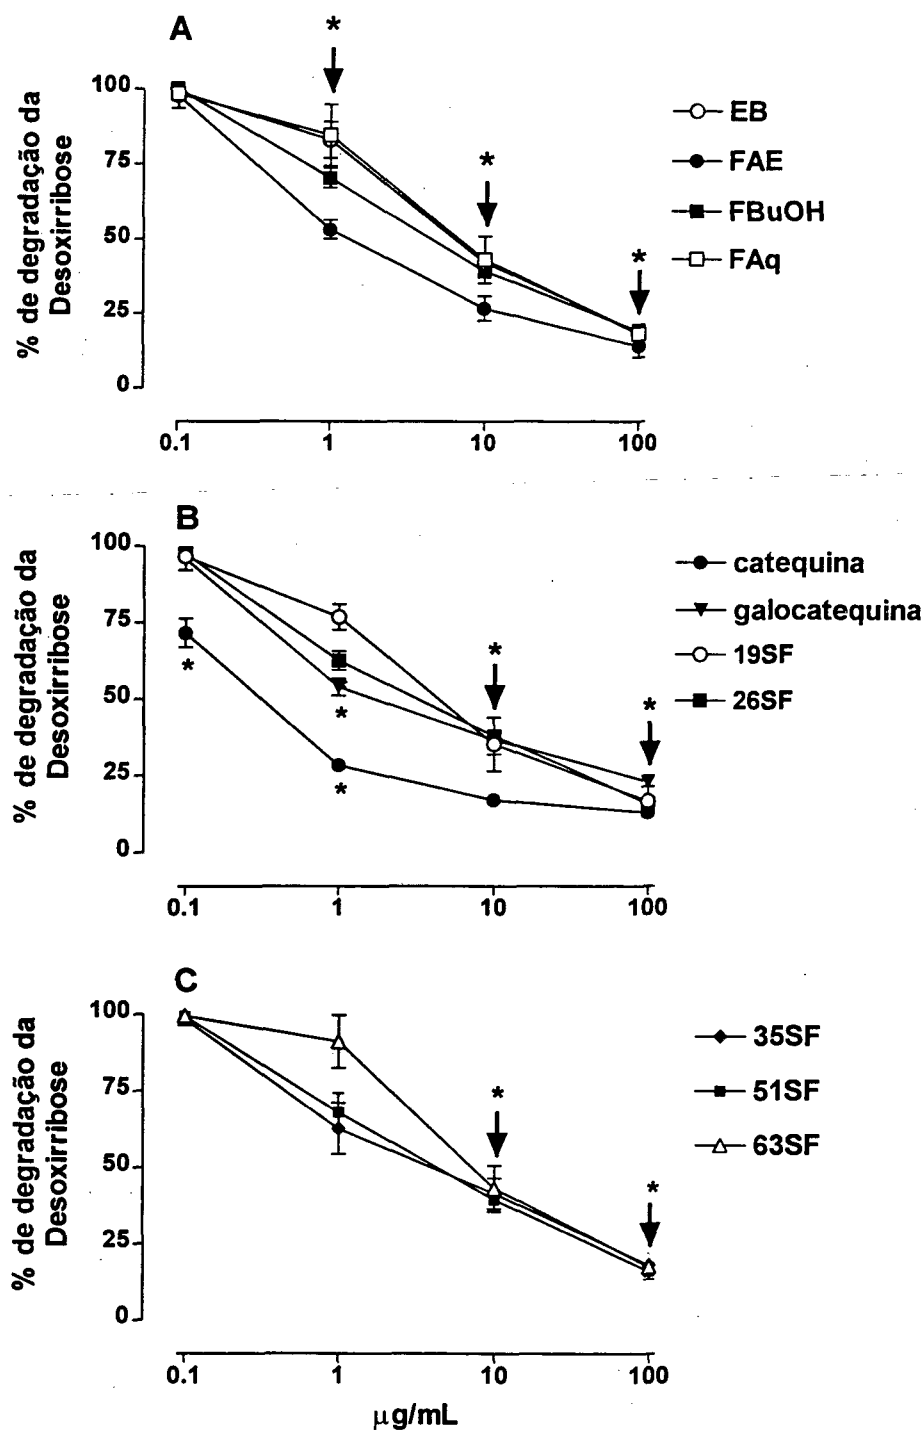 A
*
*
*
% de degradação da
Desoxirribose
100
75
50
25
0
0.1 1 10 100
EB
FAE
FBuOH
FAq
B
*
*
*
*
*
% de degradação da
Desoxirribose
100
75
50
25
0
0.1 1 10 100
catequina
galocatequina
19SF
26SF
C
*
*
% de degradação da
Desoxirribose
100
75
50
25
0
0.1 1 10 100
µg/mL
35SF
51SF
63SF